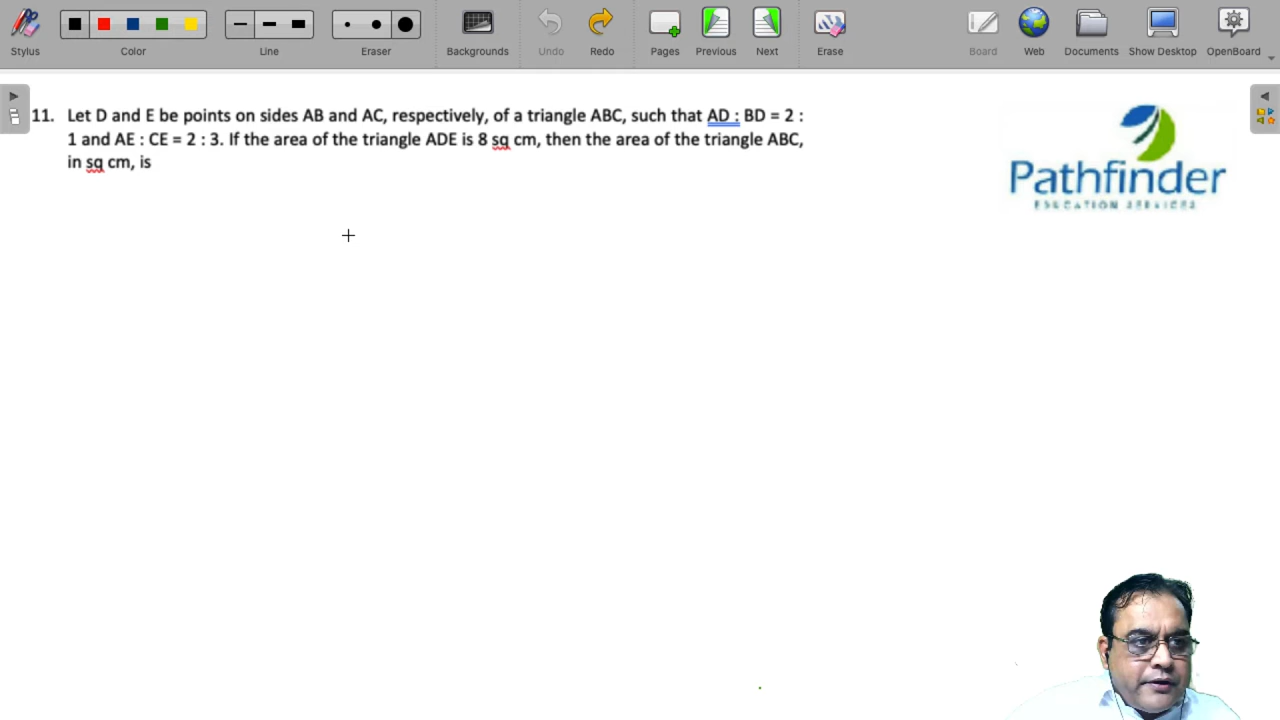 Stylus
Color
Line
Eraser
Backgrounds
Undo
Redo
Pages
Previous
Next
Erase
Board
Web
Documents
Show Desktop
OpenBoard
11. Let D and E be points on sides AB and AC, respectively, of a triangle ABC, such that AD : BD = 2 :
1 and AE : CE = 2 : 3. If the area of the triangle ADE is 8 sq cm, then the area of the triangle ABC,
in sq cm, is
Pathfinder
EDUCATION SERVICES